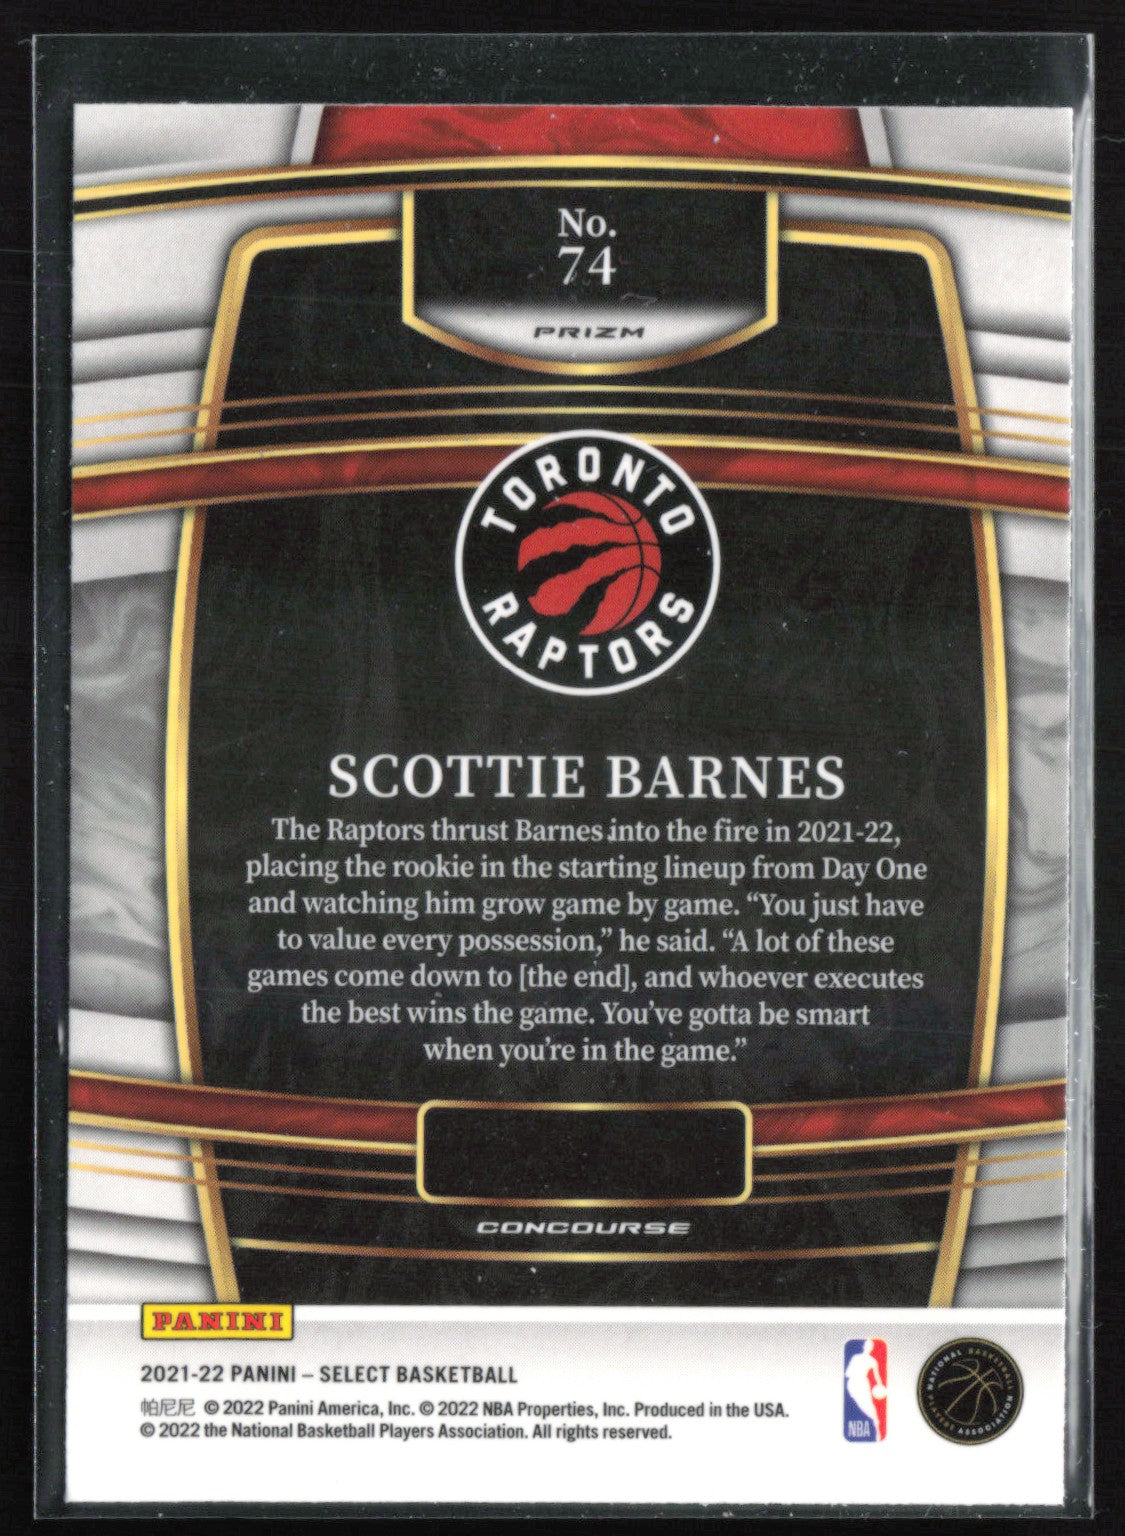 No.
74
PRIZM
TORONTO
RAPTORS
SCOTTIE BARNES
The Raptors thrust Barnes into the fire in 2021-22,
placing the rookie in the starting lineup from Day One
and watching him grow game by game. “You just have
to value every possession,” he said. “A lot of these
games come down to [the end], and whoever executes
the best wins the game. You’ve gotta be smart
when you’re in the game.”
CONCOURSE
PANINI
2021-22 PANINI – SELECT BASKETBALL
帕尼尼 © 2022 Panini America, Inc. © 2022 NBA Properties, Inc. Produced in the USA.
© 2022 the National Basketball Players Association. All rights reserved.
NBA
NATIONAL BASKETBALL
PLAYERS ASSOCIATION